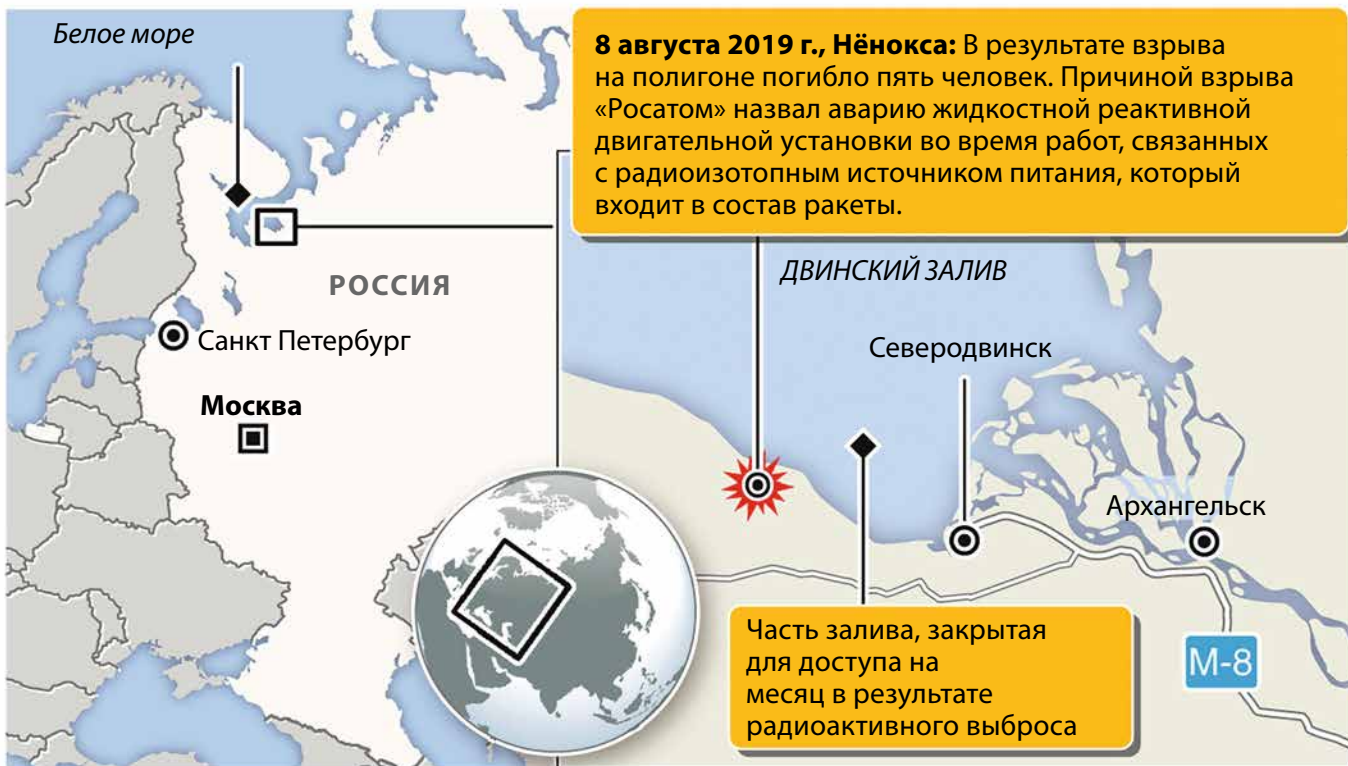 Белое море
8 августа 2019 г., Нёнокса: В результате взрыва
на полигоне погибло пять человек. Причиной взрыва
«Росатом» назвал аварию жидкостной реактивной
двигательной установки во время работ, связанных
с радиоизотопным источником питания, который
входит в состав ракеты.
РОССИЯ
Санкт Петербург
Москва
ДВИНСКИЙ ЗАЛИВ
Северодвинск
Архангельск
Часть залива, закрытая
для доступа на
месяц в результате
радиоактивного выброса
М-8